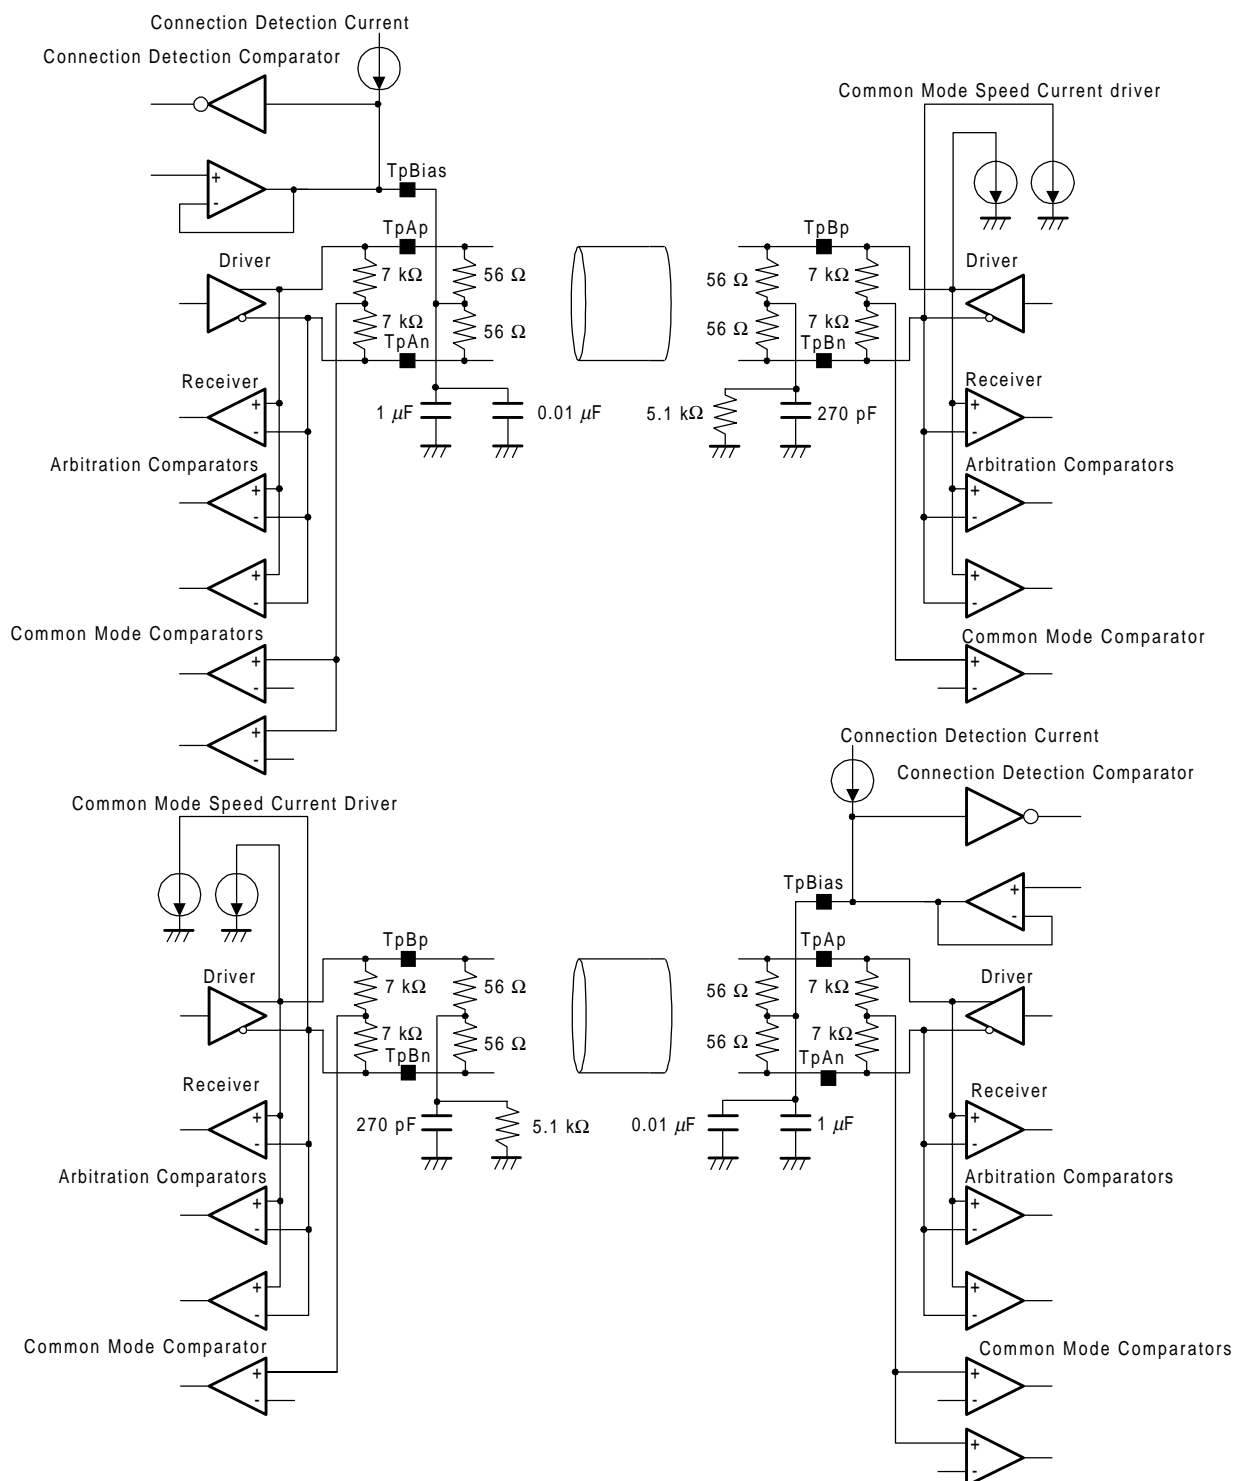 Connection Detection Current
Connection Detection Comparator
Common Mode Speed Current driver
TpBias
+
-
TpAp
TpBp
Driver
Driver
7 kΩ
56 Ω
56 Ω
7 kΩ
7 kΩ
56 Ω
56 Ω
7 kΩ
TpAn
TpBn
Receiver
Receiver
1 μF
0.01 μF
5.1 kΩ
270 pF
+
-
+
-
Arbitration Comparators
Arbitration Comparators
+
-
+
-
+
-
+
-
Common Mode Comparators
Common Mode Comparator
+
-
+
-
+
-
Connection Detection Current
Connection Detection Comparator
Common Mode Speed Current Driver
TpBias
+
-
TpBp
TpAp
Driver
Driver
7 kΩ
56 Ω
56 Ω
7 kΩ
7 kΩ
56 Ω
56 Ω
7 kΩ
TpBn
TpAn
Receiver
Receiver
270 pF
5.1 kΩ
0.01 μF
1 μF
+
-
+
-
Arbitration Comparators
Arbitration Comparators
+
-
+
-
+
-
+
-
Common Mode Comparator
Common Mode Comparators
+
-
+
-
+
-